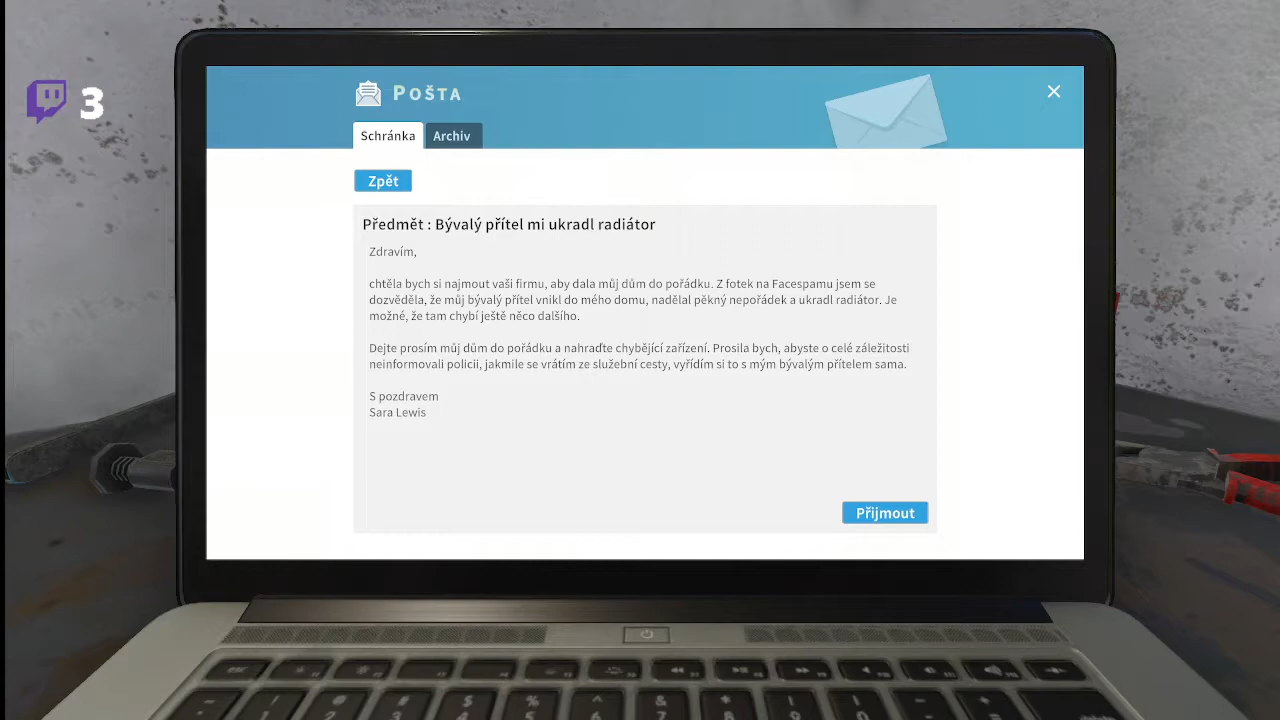 3
Pošta
Schránka
Archiv
Zpět
Předmět : Bývalý přítel mi ukradl radiátor
Zdravím,
chtěla bych si najmout vaši firmu, aby dala můj dům do pořádku. Z fotek na Facespamu jsem se
dozvěděla, že můj bývalý přítel vnikl do mého domu, nadělal pěkný nepořádek a ukradl radiátor. Je
možné, že tam chybí ještě něco dalšího.
Dejte prosím můj dům do pořádku a nahraďte chybějící zařízení. Prosila bych, abyste o celé záležitosti
neinformovali policii, jakmile se vrátím ze služební cesty, vyřídím si to s mým bývalým přítelem sama.
S pozdravem
Sara Lewis
Přijmout